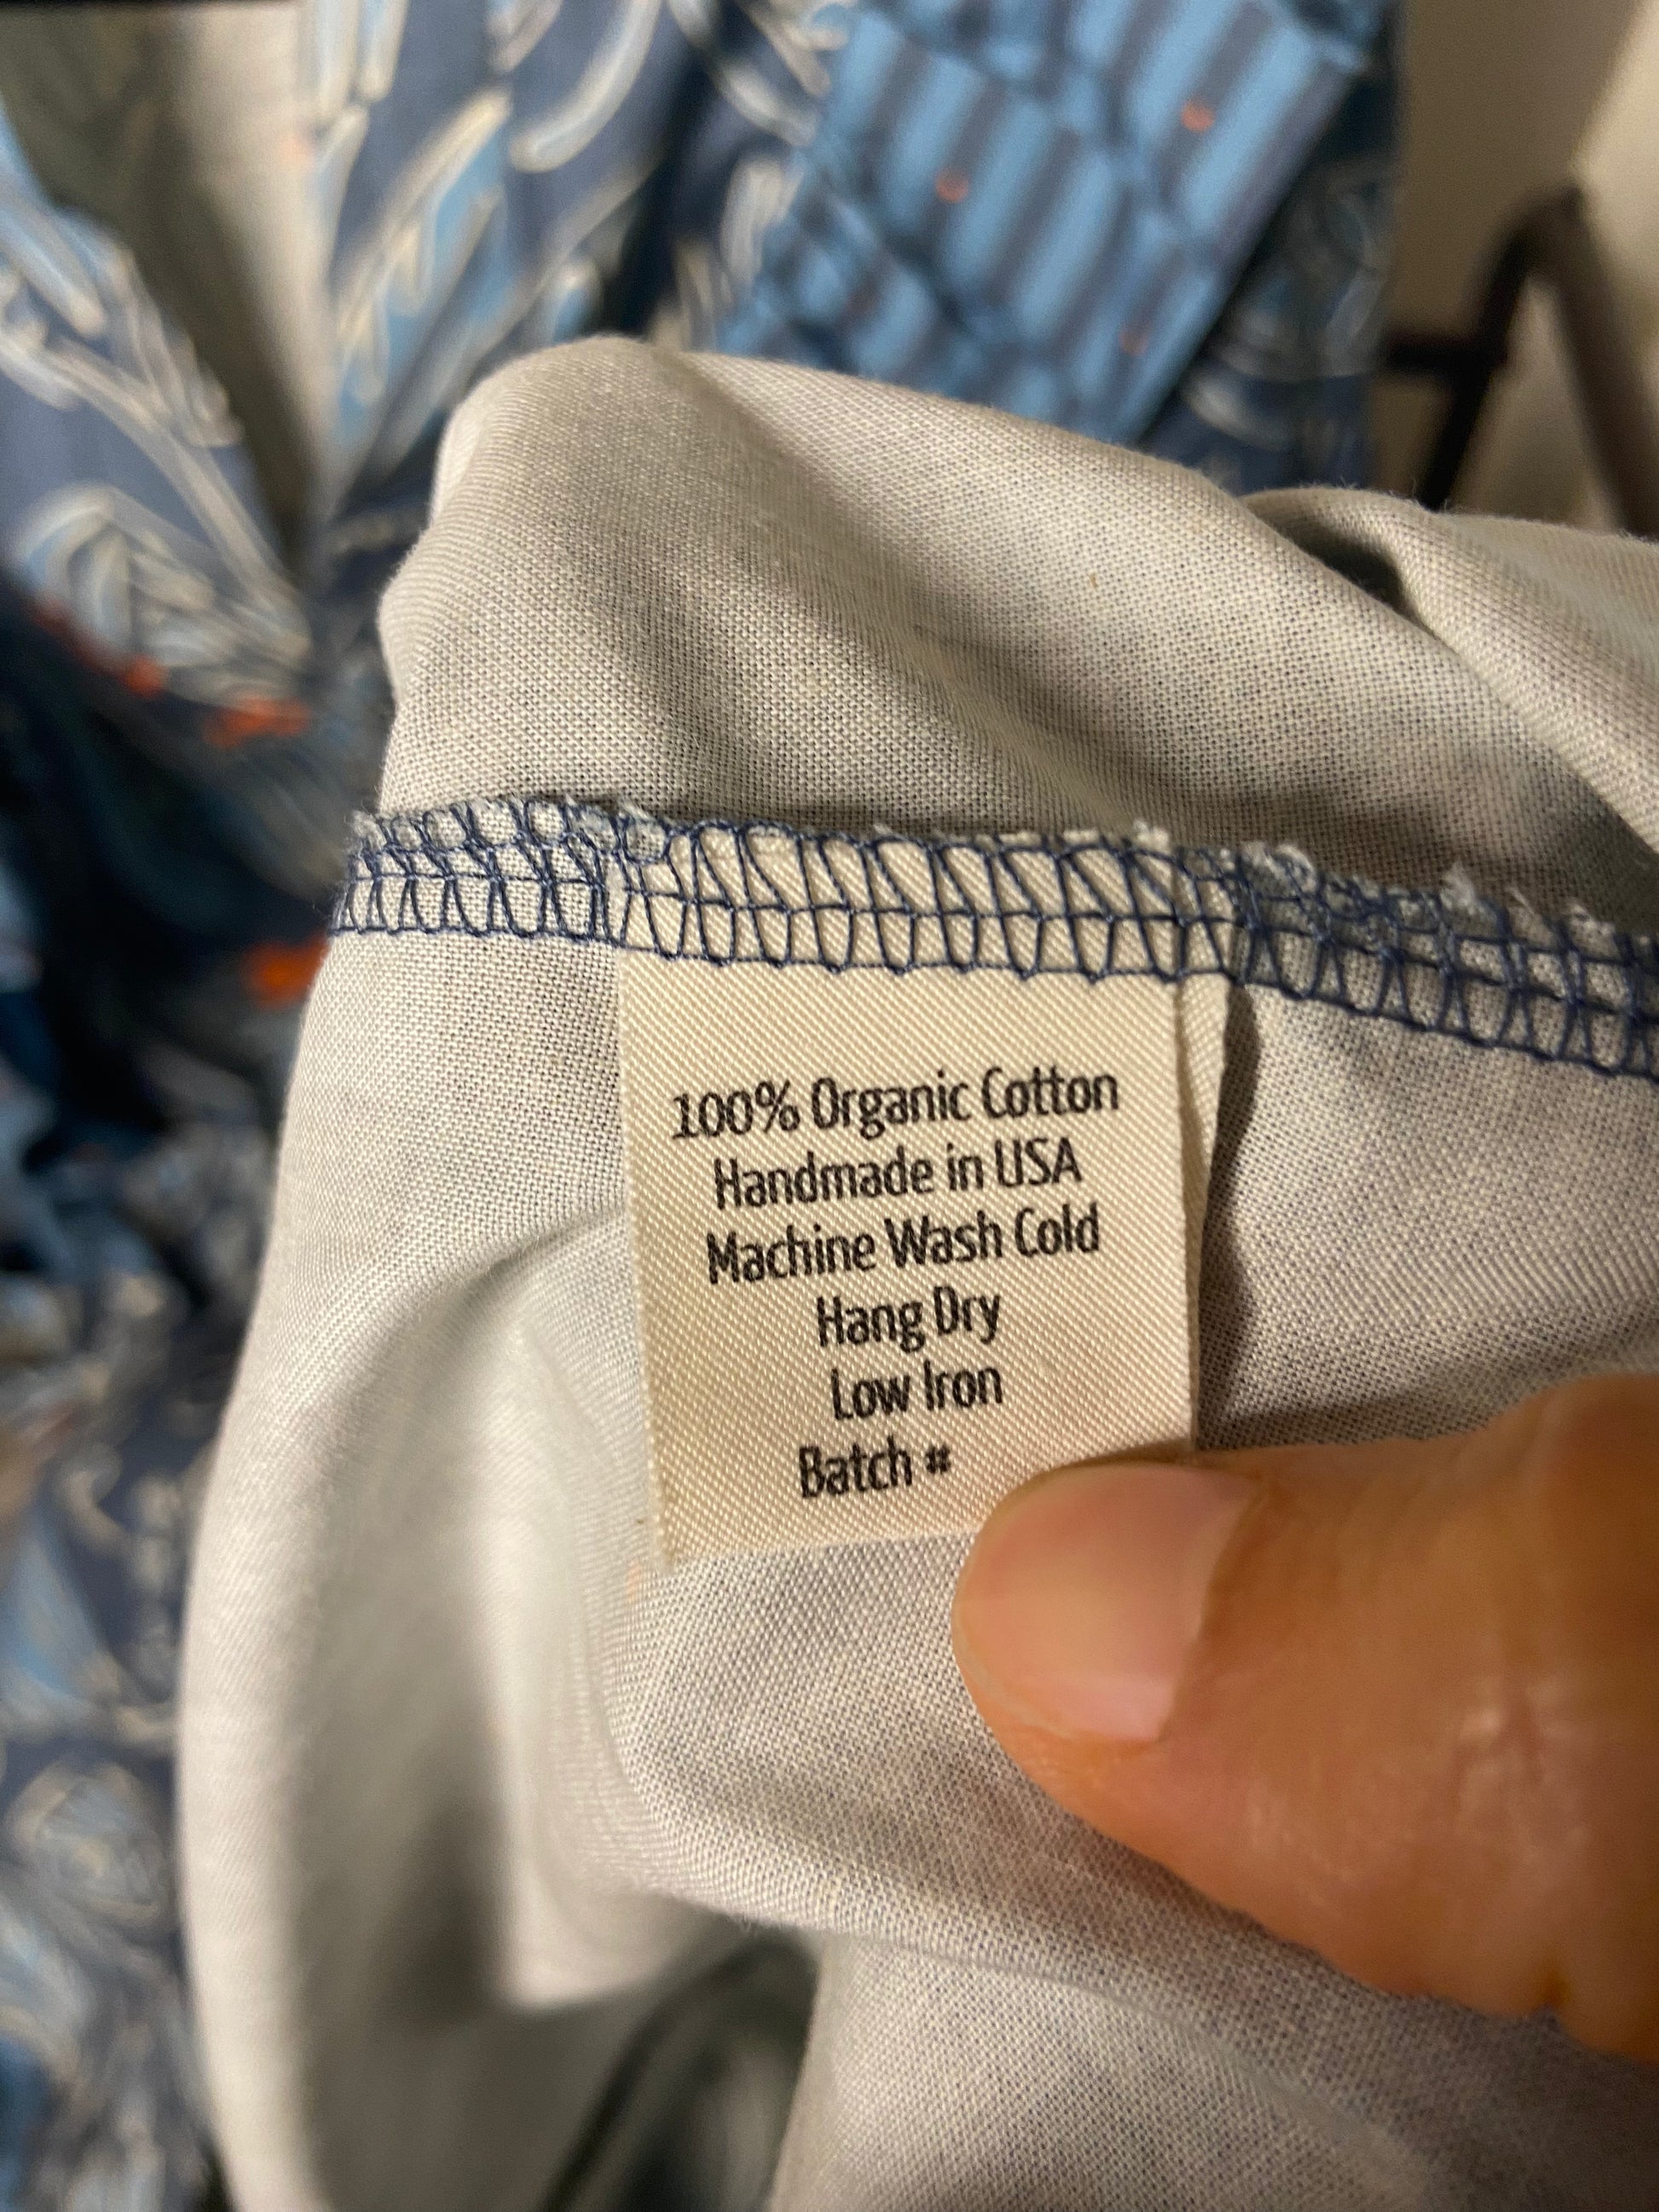 100% Organic Cotton
Handmade in USA
Machine Wash Cold
Hang Dry
Low Iron
Batch #